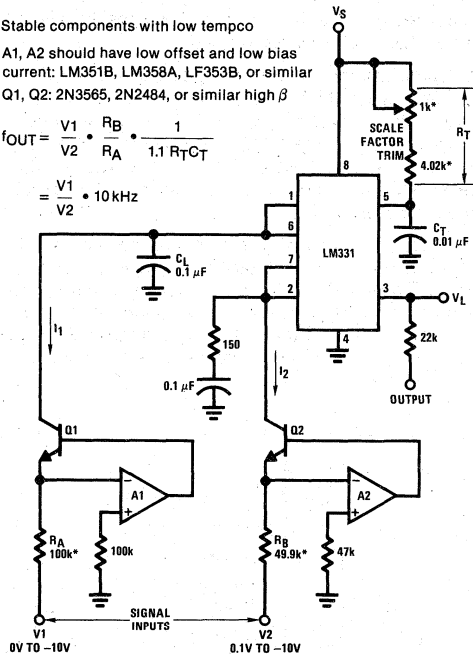 Stable components with low tempco
A1, A2 should have low offset and low bias
current: LM351B, LM358A, LF353B, or similar
Q1, Q2: 2N3565, 2N2484, or similar high β
fOUT = V1/V2 • RB/RA • 1/1.1 RTCT
= V1/V2 • 10 kHz
VS
1k*
SCALE
FACTOR
TRIM
RT
4.02k*
8
1
5
6
LM331
CT
0.01 μF
CL
0.1 μF
7
2
3
VL
4
I1
150
I2
22k
0.1 μF
OUTPUT
Q1
Q2
A1
−
+
A2
−
+
RA
100k*
100k
RB
49.9k*
47k
SIGNAL
INPUTS
V1
0V TO −10V
V2
0.1V TO −10V